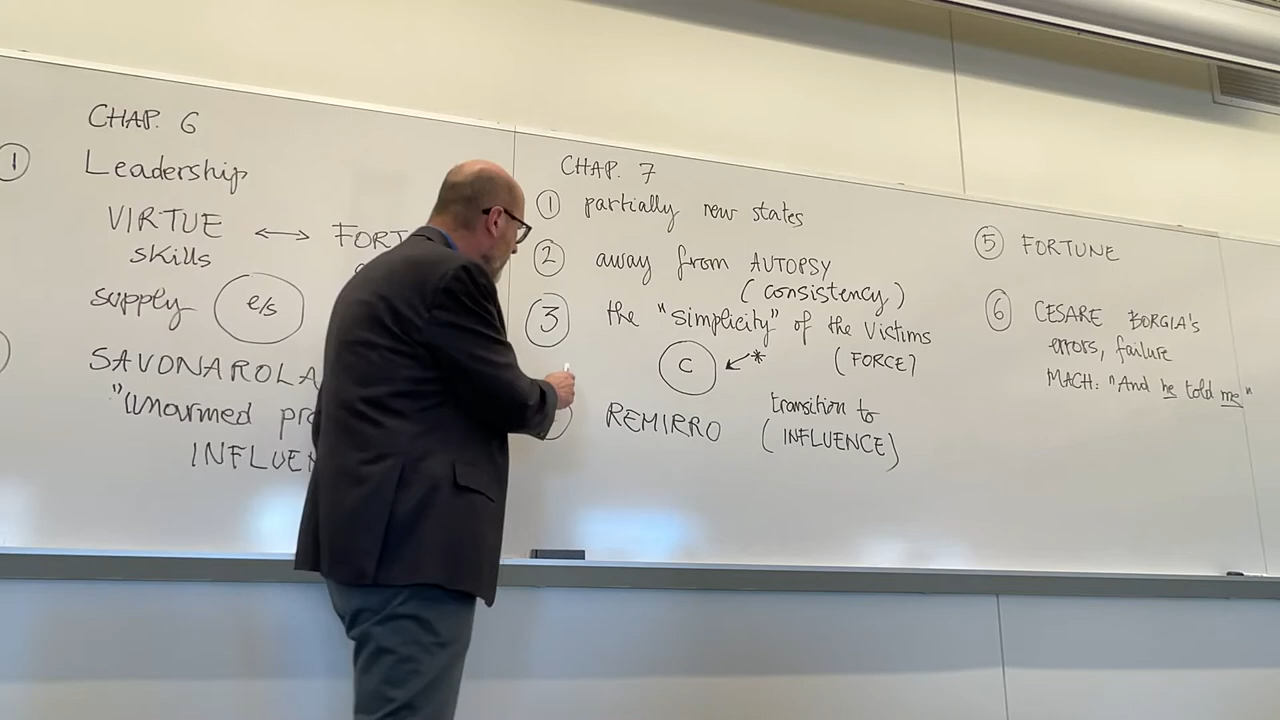 CHAP. 6
1 Leadership
VIRTUE ↔ FORT
skills
supply e/s
SAVONAROLA
"Unarmed pro
INFLUEN
CHAP. 7
1 partially new states
2 away from AUTOPSY
(consistency)
3 the "simplicity" of the victims
C ↙* (FORCE)
REMIRRO transition to
(INFLUENCE)
5 FORTUNE
6 CESARE BORGIA's
errors, failure
MACH: "And he told me"